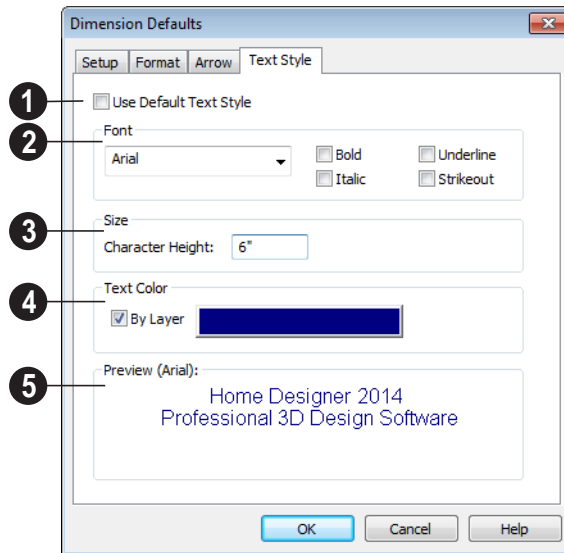 Dimension Defaults
Setup Format Arrow Text Style
1 Use Default Text Style
2 Font
Arial Bold Underline
Italic Strikeout
3 Size
Character Height: 6"
4 Text Color
By Layer
5 Preview (Arial):
Home Designer 2014
Professional 3D Design Software
OK Cancel Help